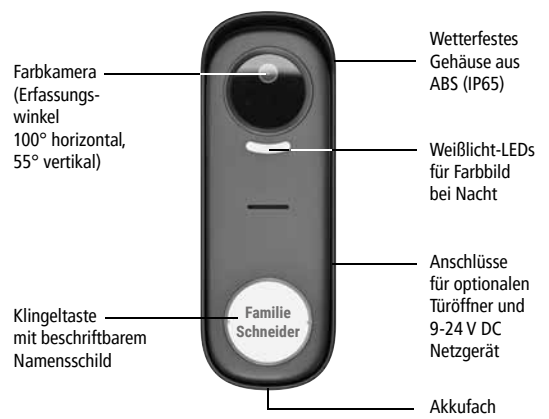 Farbkamera
(Erfassungs-
winkel
100° horizontal,
55° vertikal)
Klingeltaste
mit beschriftbarem
Namensschild
Familie
Schneider
Wetterfestes
Gehäuse aus
ABS (IP65)
Weißlicht-LEDs
für Farbbild
bei Nacht
Anschlüsse
für optionalen
Türöffner und
9-24 V DC
Netzgerät
Akkufach